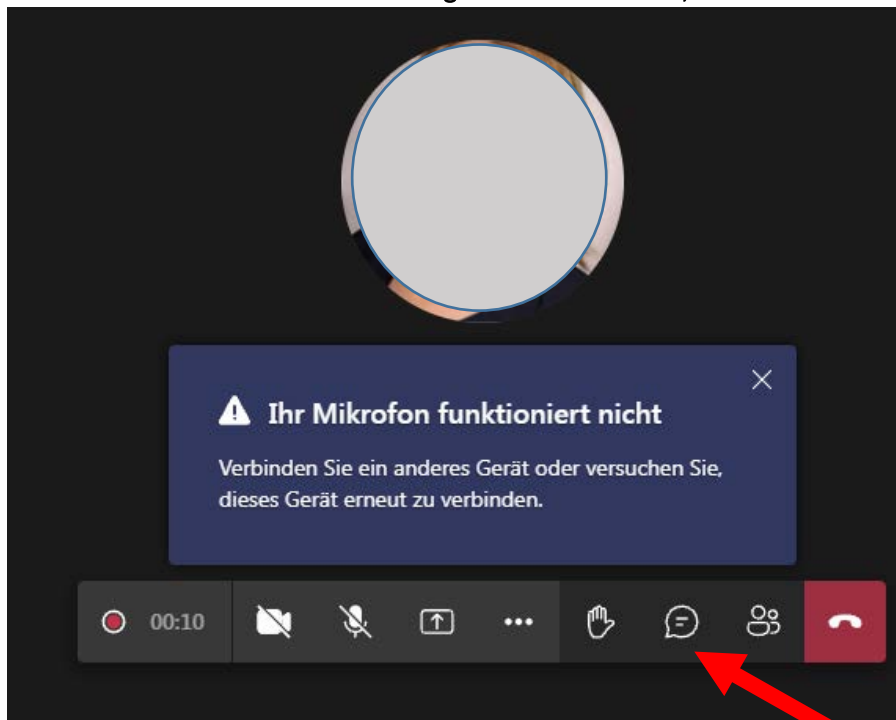 Ihr Mikrofon funktioniert nicht
Verbinden Sie ein anderes Gerät oder versuchen Sie,
dieses Gerät erneut zu verbinden.
00:10